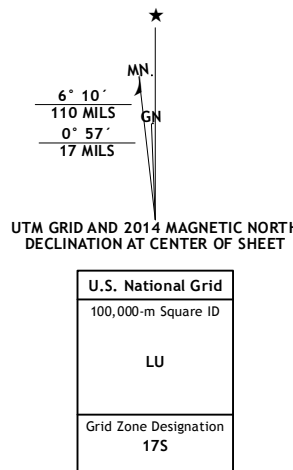 MN.
6° 10´
110 MILS
GN
0° 57´
17 MILS
UTM GRID AND 2014 MAGNETIC NORTH
DECLINATION AT CENTER OF SHEET
U.S. National Grid
100,000-m Square ID
LU
Grid Zone Designation
17S